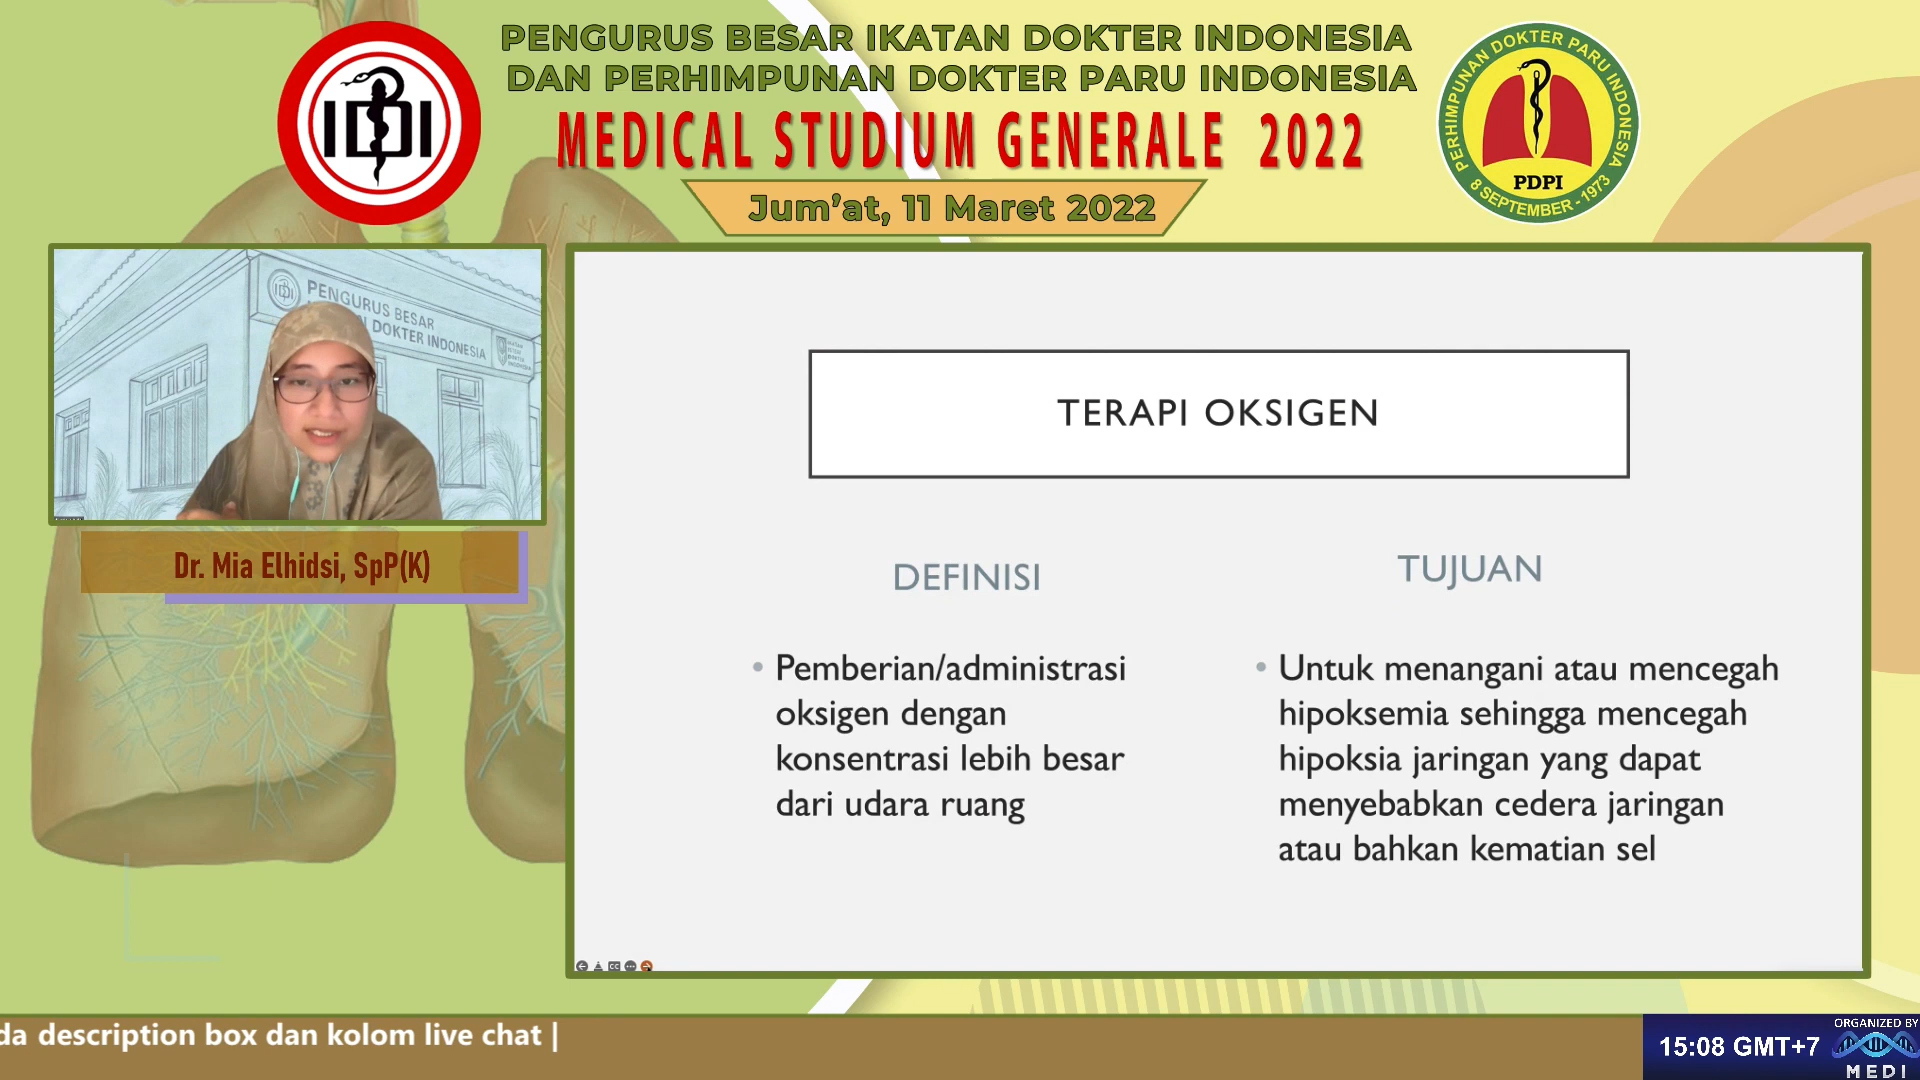 PENGURUS BESAR IKATAN DOKTER INDONESIA
DAN PERHIMPUNAN DOKTER PARU INDONESIA
MEDICAL STUDIUM GENERALE 2022
Jum’at, 11 Maret 2022
IDI
PERHIMPUNAN DOKTER PARU INDONESIA
PDPI
8 SEPTEMBER - 1973
PENGURUS BESAR
DOKTER INDONESIA
Dr. Mia Elhidsi, SpP(K)
TERAPI OKSIGEN
DEFINISI
• Pemberian/administrasi
oksigen dengan
konsentrasi lebih besar
dari udara ruang
TUJUAN
• Untuk menangani atau mencegah
hipoksemia sehingga mencegah
hipoksia jaringan yang dapat
menyebabkan cedera jaringan
atau bahkan kematian sel
da description box dan kolom live chat |
15:08 GMT+7
ORGANIZED BY
MEDI